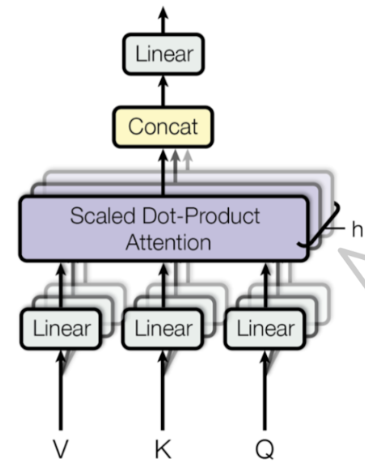 Linear
Concat
Scaled Dot-Product
Attention
h
Linear Linear Linear
V K Q